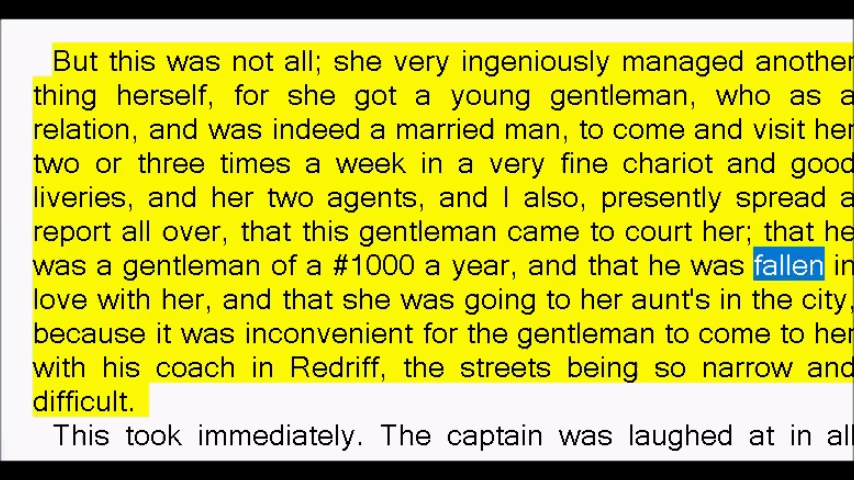 But this was not all; she very ingeniously managed another
thing herself, for she got a young gentleman, who as a
relation, and was indeed a married man, to come and visit her
two or three times a week in a very fine chariot and good
liveries, and her two agents, and I also, presently spread a
report all over, that this gentleman came to court her; that he
was a gentleman of a #1000 a year, and that he was fallen in
love with her, and that she was going to her aunt's in the city,
because it was inconvenient for the gentleman to come to her
with his coach in Redriff, the streets being so narrow and
difficult.
This took immediately. The captain was laughed at in all